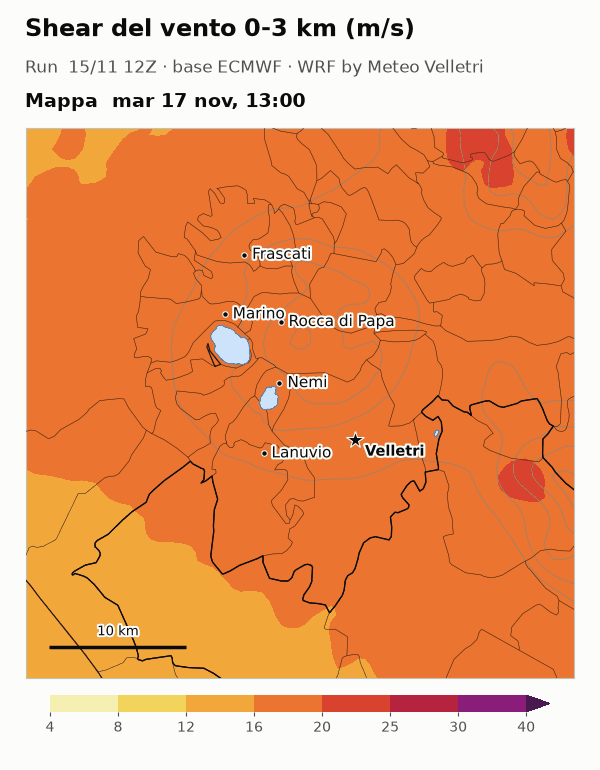 Shear del vento 0-3 km (m/s)
Run  15/11 12Z · base ECMWF · WRF by Meteo Velletri
Mappa  mar 17 nov, 13:00
Frascati
Marino
Rocca di Papa
Nemi
Velletri
Lanuvio
10 km
4 8 12 16 20 25 30 40